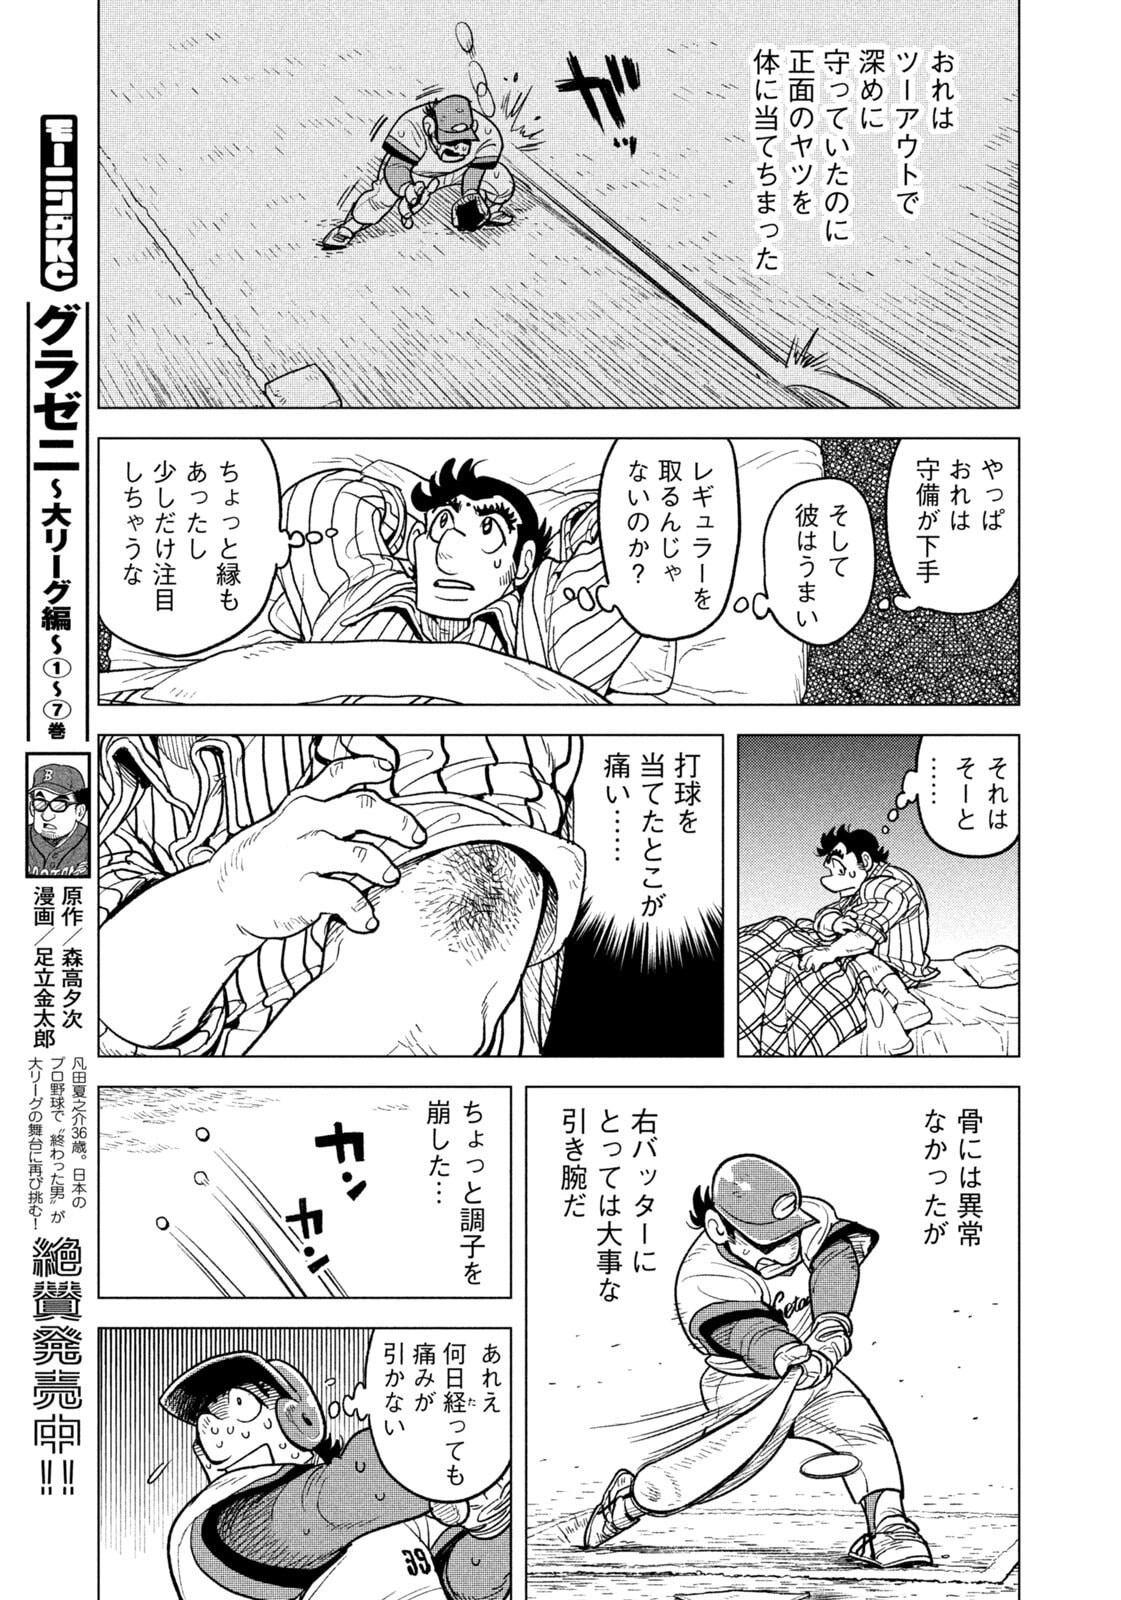 おれは
ツーアウトで
深めに
守っていたのに
正面のヤツを
体に当てちまった
ガッ
やっぱ
おれは
守備が下手
そして
彼はうまい
レギュラーを
取るんじゃ
ないのか?
ちょっと縁も
あったし
少しだけ注目
しちゃうな
それは
そーと
……
打球を
当てたとこが
痛い……
骨には異常
なかったが
右バッターに
とっては大事な
引き腕だ
ちょっと調子を
崩した…
あれえ
何日経っても
た
痛みが
引かない
39
モーニングKC
グラゼニ
~大リーグ編~①~⑦巻
B
原作/森高夕次
漫画/足立金太郎
凡田夏之介36歳。日本の
プロ野球で〝終わった男〟が
大リーグの舞台に再び挑む!
絶賛発売中!!